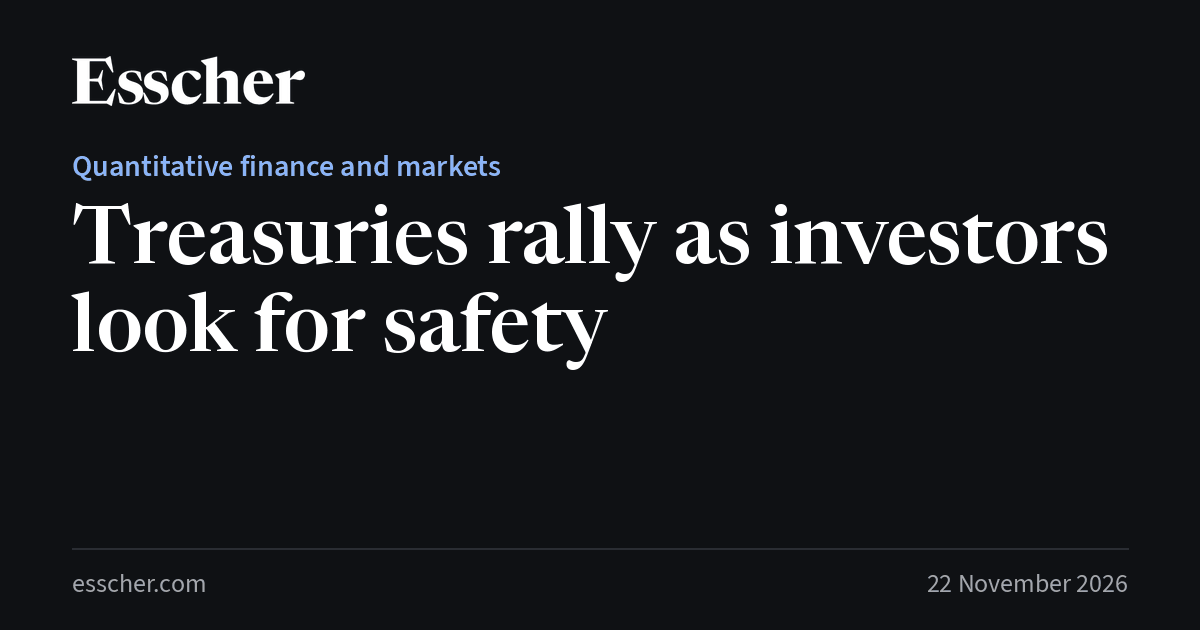 Esscher
Quantitative finance and markets
Treasuries rally as investors
look for safety
esscher.com
22 November 2026